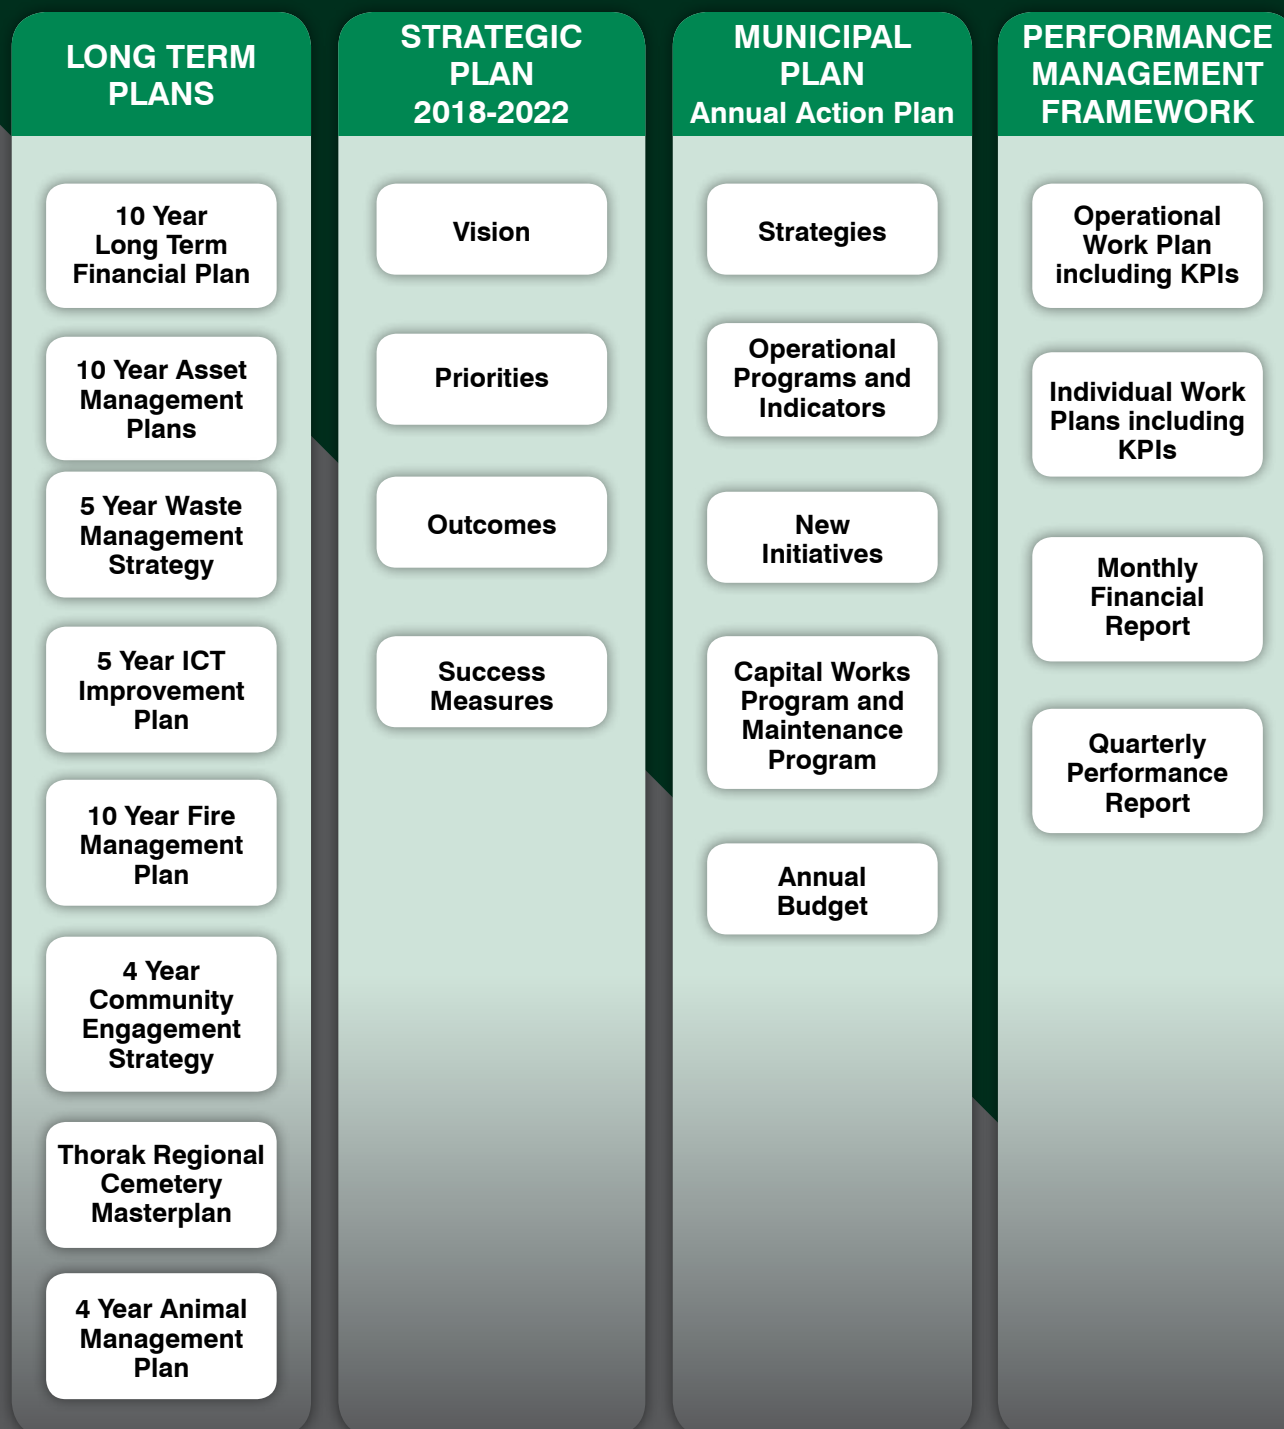 LONG TERM
PLANS
10 Year
Long Term
Financial Plan
10 Year Asset
Management
Plans
5 Year Waste
Management
Strategy
5 Year ICT
Improvement
Plan
10 Year Fire
Management
Plan
4 Year
Community
Engagement
Strategy
Thorak Regional
Cemetery
Masterplan
4 Year Animal
Management
Plan
STRATEGIC
PLAN
2018-2022
Vision
Priorities
Outcomes
Success
Measures
MUNICIPAL
PLAN
Annual Action Plan
Strategies
Operational
Programs and
Indicators
New
Initiatives
Capital Works
Program and
Maintenance
Program
Annual
Budget
PERFORMANCE
MANAGEMENT
FRAMEWORK
Operational
Work Plan
including KPIs
Individual Work
Plans including
KPIs
Monthly
Financial
Report
Quarterly
Performance
Report